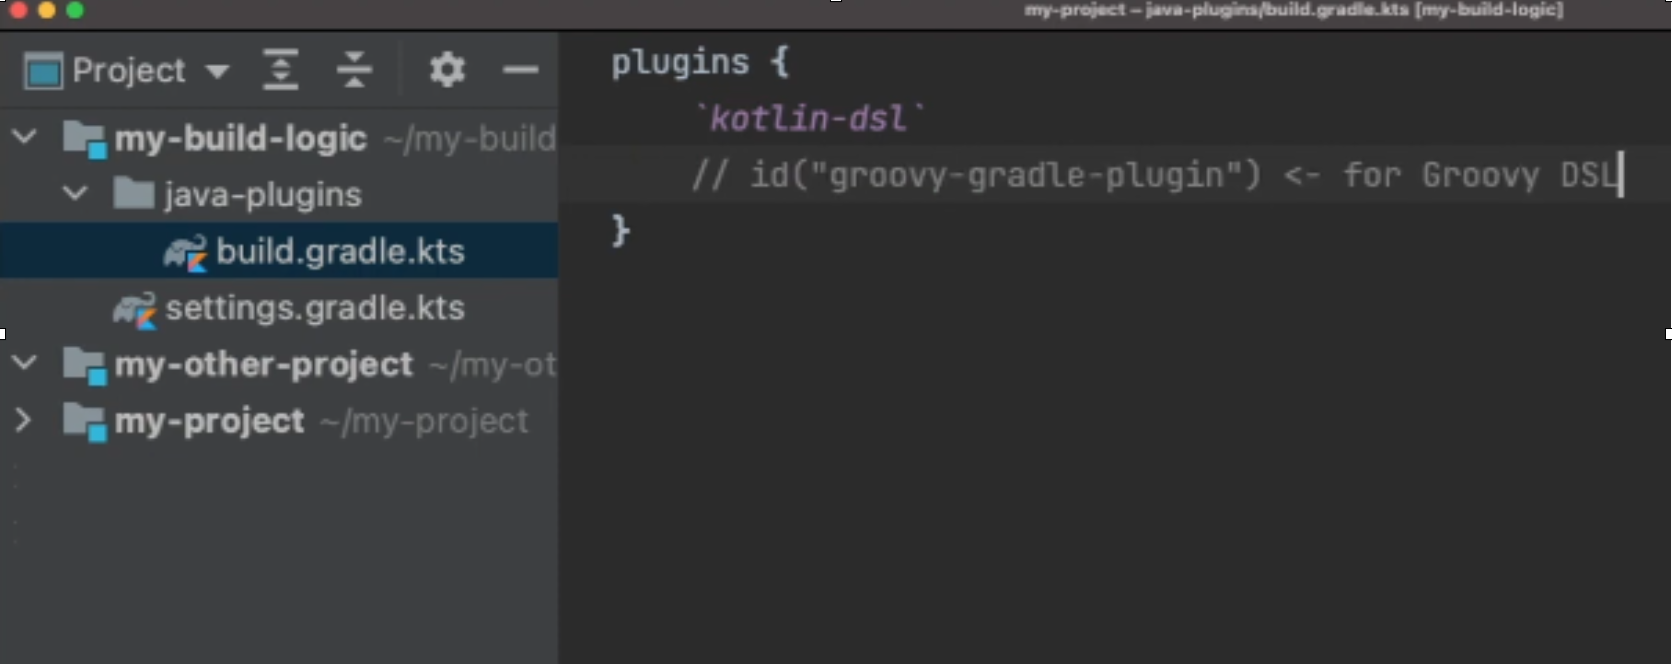 my-project – java-plugins/build.gradle.kts [my-build-logic]
Project
my-build-logic ~/my-build
java-plugins
build.gradle.kts
settings.gradle.kts
my-other-project ~/my-ot
my-project ~/my-project
plugins {
`kotlin-dsl`
// id("groovy-gradle-plugin") <- for Groovy DSL
}